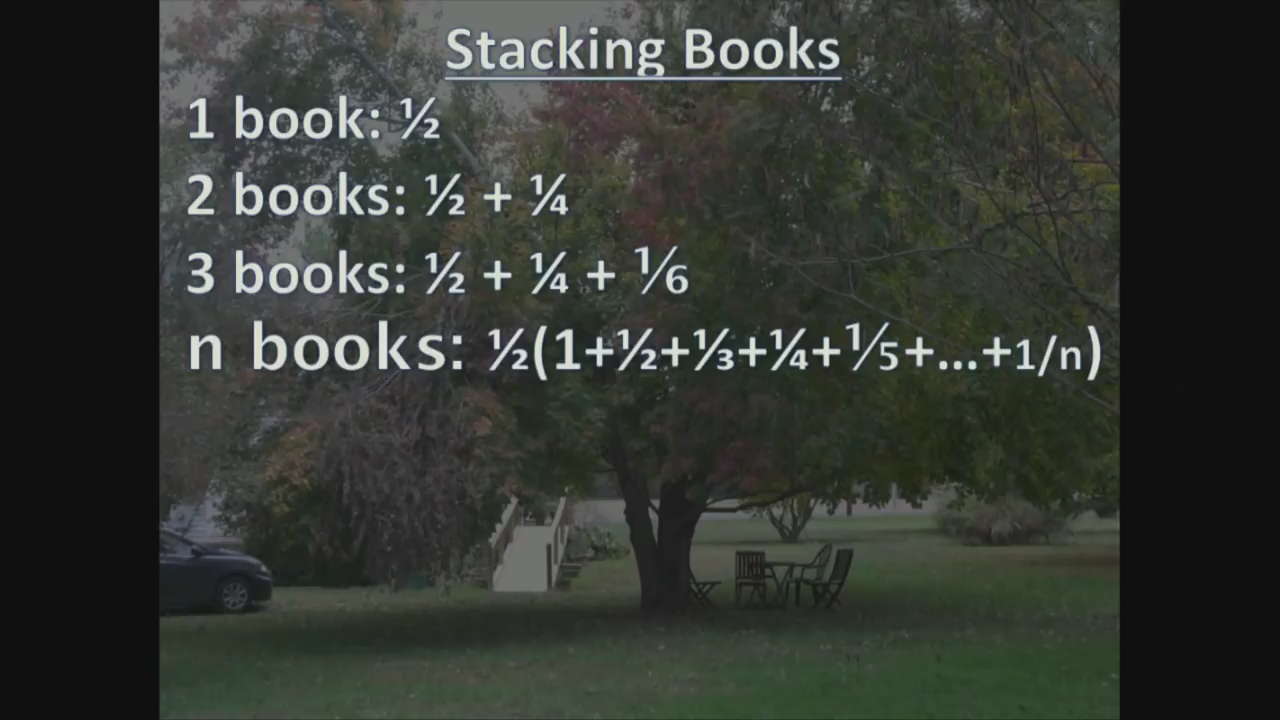 Stacking Books
1 book: ½
2 books: ½ + ¼
3 books: ½ + ¼ + ⅙
n books: ½(1+½+⅓+¼+⅕+...+1/n)